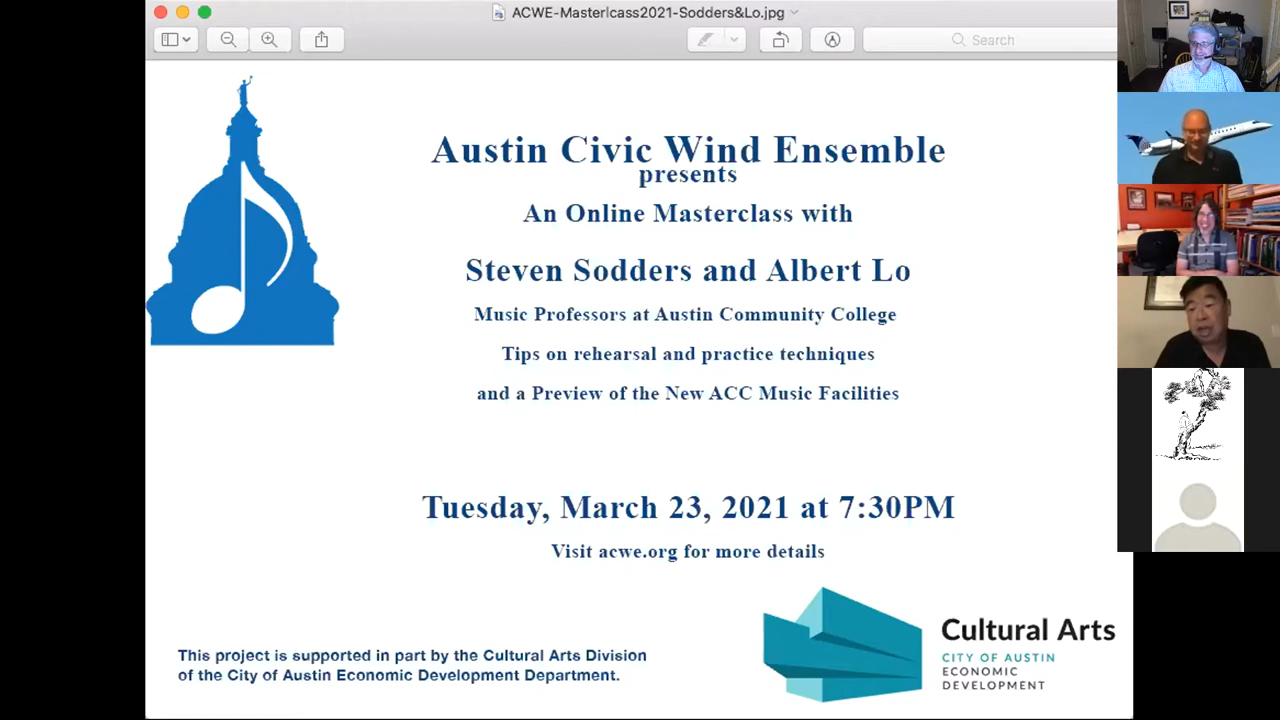 ACWE-Masterlcass2021-Sodders&Lo.jpg
Search
Austin Civic Wind Ensemble
presents
An Online Masterclass with
Steven Sodders and Albert Lo
Music Professors at Austin Community College
Tips on rehearsal and practice techniques
and a Preview of the New ACC Music Facilities
Tuesday, March 23, 2021 at 7:30PM
Visit acwe.org for more details
This project is supported in part by the Cultural Arts Division
of the City of Austin Economic Development Department.
Cultural Arts
CITY OF AUSTIN
ECONOMIC
DEVELOPMENT